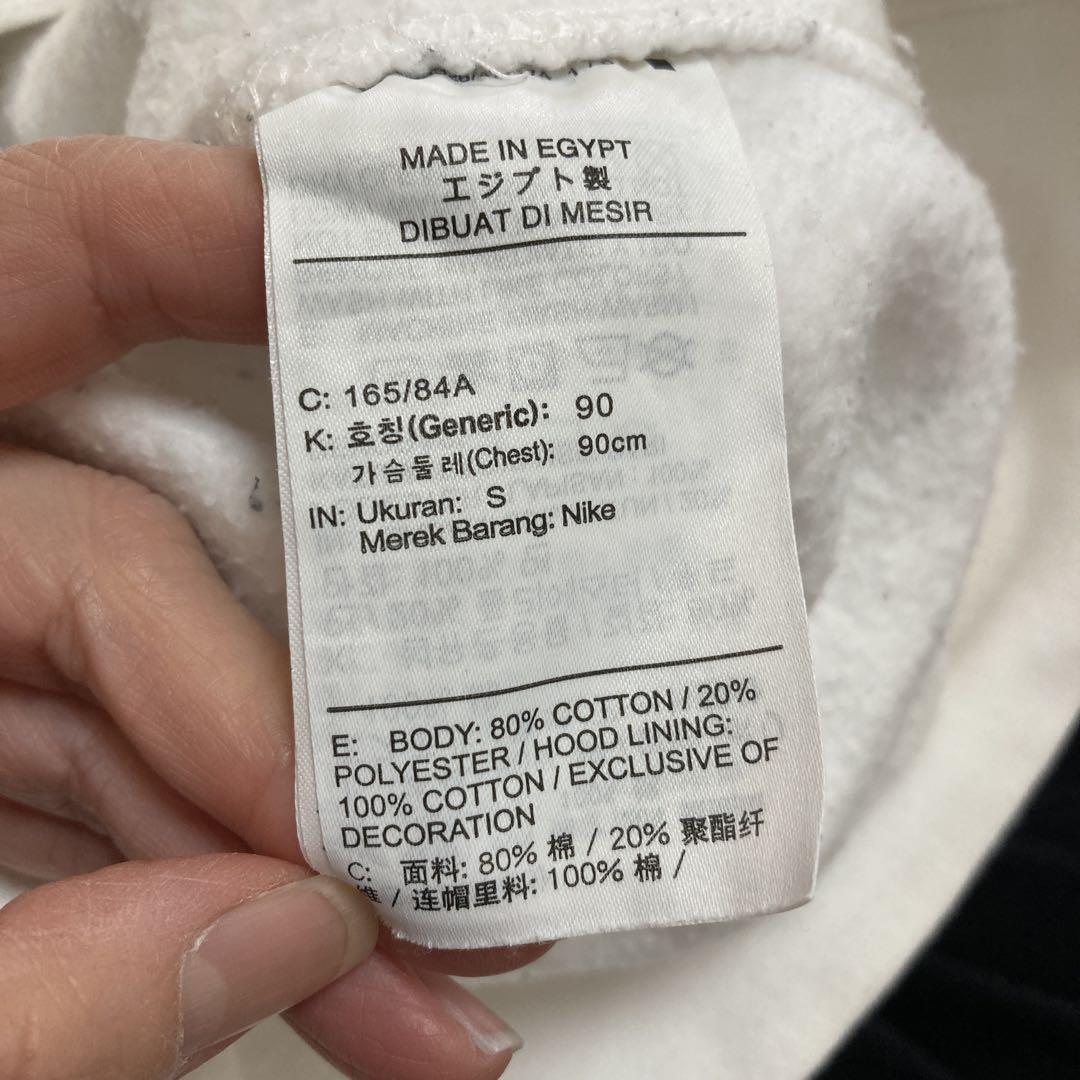 MADE IN EGYPT
エジプト製
DIBUAT DI MESIR
C: 165/84A
K: 호칭(Generic): 90
가슴둘레(Chest): 90cm
IN: Ukuran: S
Merek Barang: Nike
E: BODY: 80% COTTON / 20%
POLYESTER / HOOD LINING:
100% COTTON / EXCLUSIVE OF
DECORATION
C: 面料: 80% 棉 / 20% 聚酯纤
维 / 连帽里料: 100% 棉 /